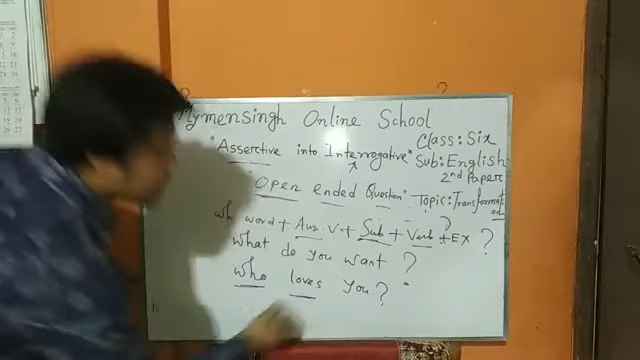 Mymensingh Online School
Class: Six
"Assertive into Interrogative" Sub: English
2nd Paper
"Open ended Question" Topic: Transformation
Wh word + Aux. V. + Sub + Verb + Ex ?
What do you want ?
Who loves you?